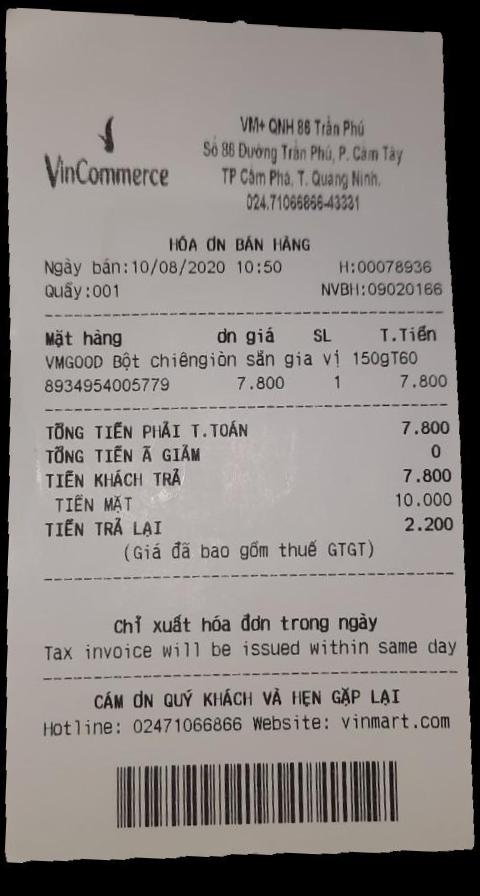 VinCommerce
VM+ QNH 86 Trần Phú
Số 86 Đường Trần Phú, P. Cẩm Tây
TP Cẩm Phả, T. Quảng Ninh.
024.71066866-43331
HÓA ƠN BÁN HÀNG
Ngày bán:10/08/2020 10:50 H:00078936
Quầy:001 NVBH:09020166
Mặt hàng ơn giá SL T.Tiền
VMGOOD Bột chiêngiòn sẵn gia vị 150gT60
8934954005779 7.800 1 7.800
TỔNG TIỀN PHẢI T.TOÁN 7.800
TỔNG TIỀN Ã GIẢM 0
TIỀN KHÁCH TRẢ 7.800
TIỀN MẶT 10.000
TIỀN TRẢ LẠI 2.200
(Giá đã bao gồm thuế GTGT)
Chỉ xuất hóa đơn trong ngày
Tax invoice will be issued within same day
CÁM ƠN QUÝ KHÁCH VÀ HẸN GẶP LẠI
Hotline: 02471066866 Website: vinmart.com